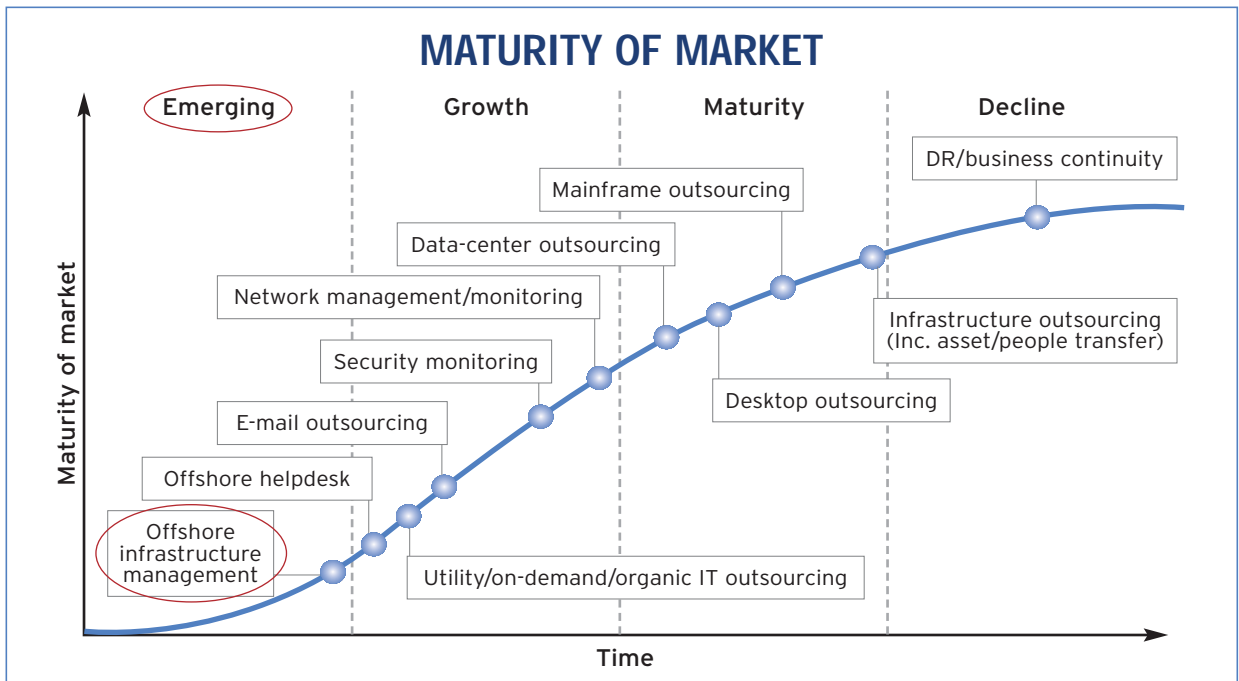 MATURITY OF MARKET
Emerging
Growth
Maturity
Decline
DR/business continuity
Mainframe outsourcing
Data-center outsourcing
Network management/monitoring
Infrastructure outsourcing
(Inc. asset/people transfer)
Security monitoring
Desktop outsourcing
E-mail outsourcing
Offshore helpdesk
Offshore
infrastructure
management
Utility/on-demand/organic IT outsourcing
Maturity of market
Time